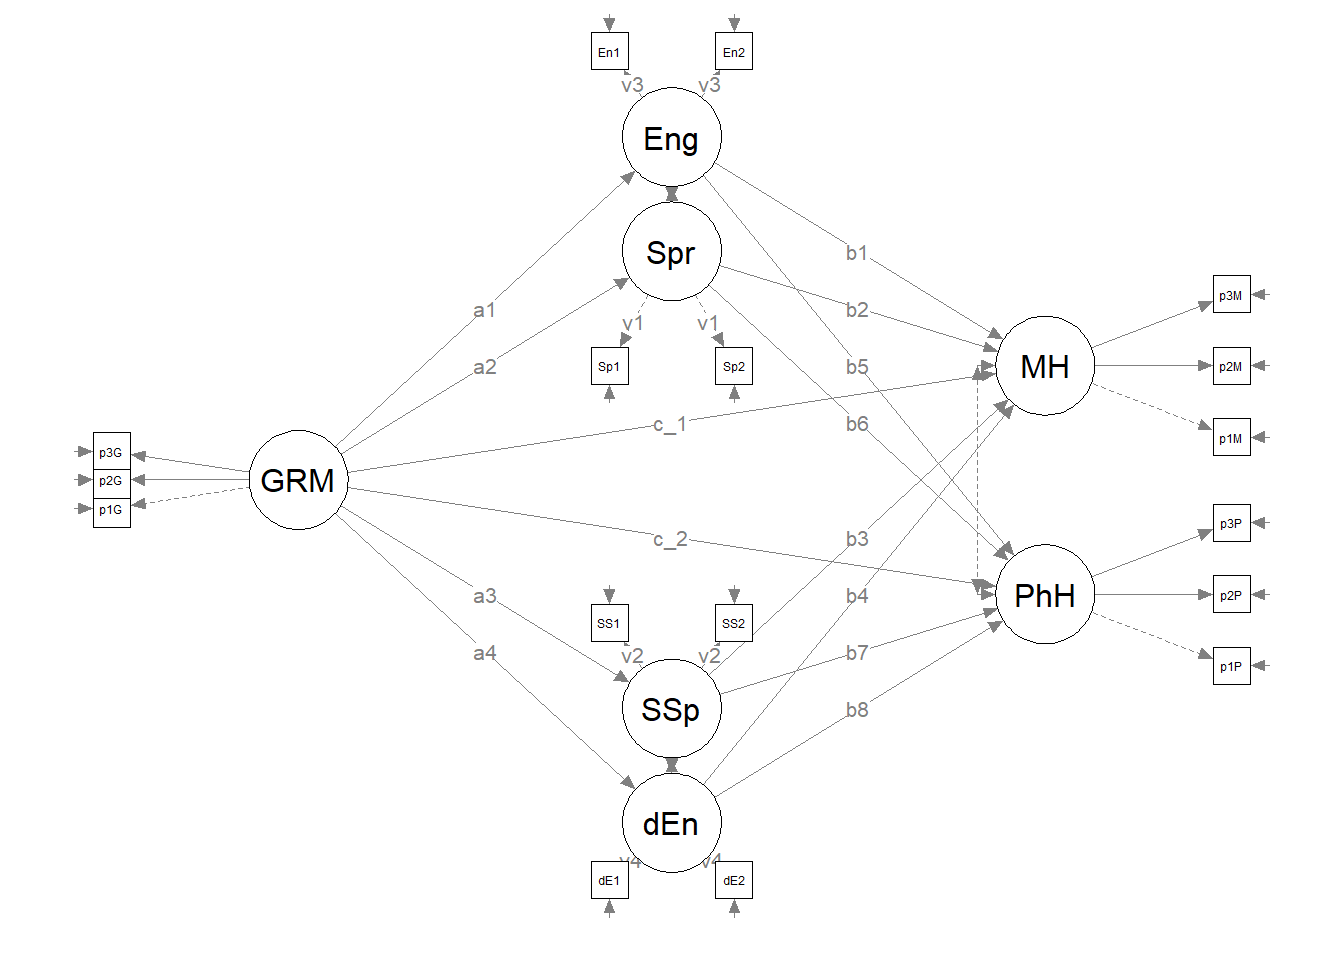 En1
En2
v3
v3
Eng
Spr
b1
a1
b2
p3M
v1
v1
Sp1
Sp2
a2
b5
MH
p2M
c_1
b6
p1M
p3G
p2G
GRM
p1G
p3P
c_2
b3
a3
b4
PhH
p2P
SS1
SS2
v2
v2
a4
b7
p1P
SSp
b8
dEn
v4
v4
dE1
dE2